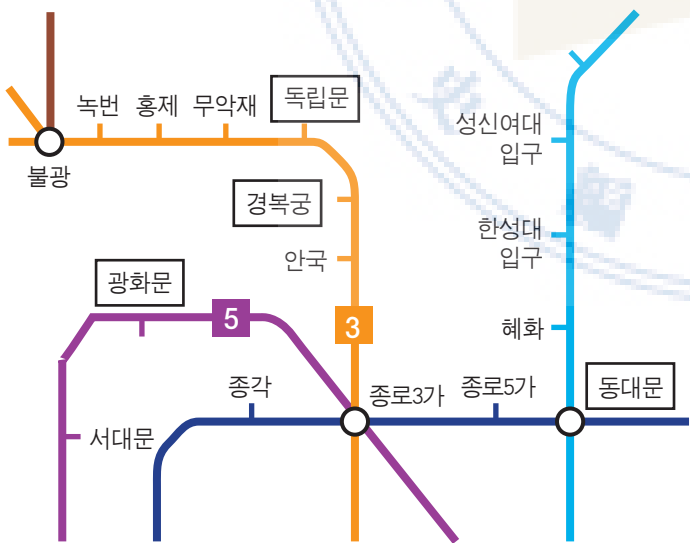 녹번
홍제
무악재
독립문
불광
경복궁
안국
성신여대
입구
한성대
입구
혜화
광화문
5
3
서대문
종각
종로3가
종로5가
동대문